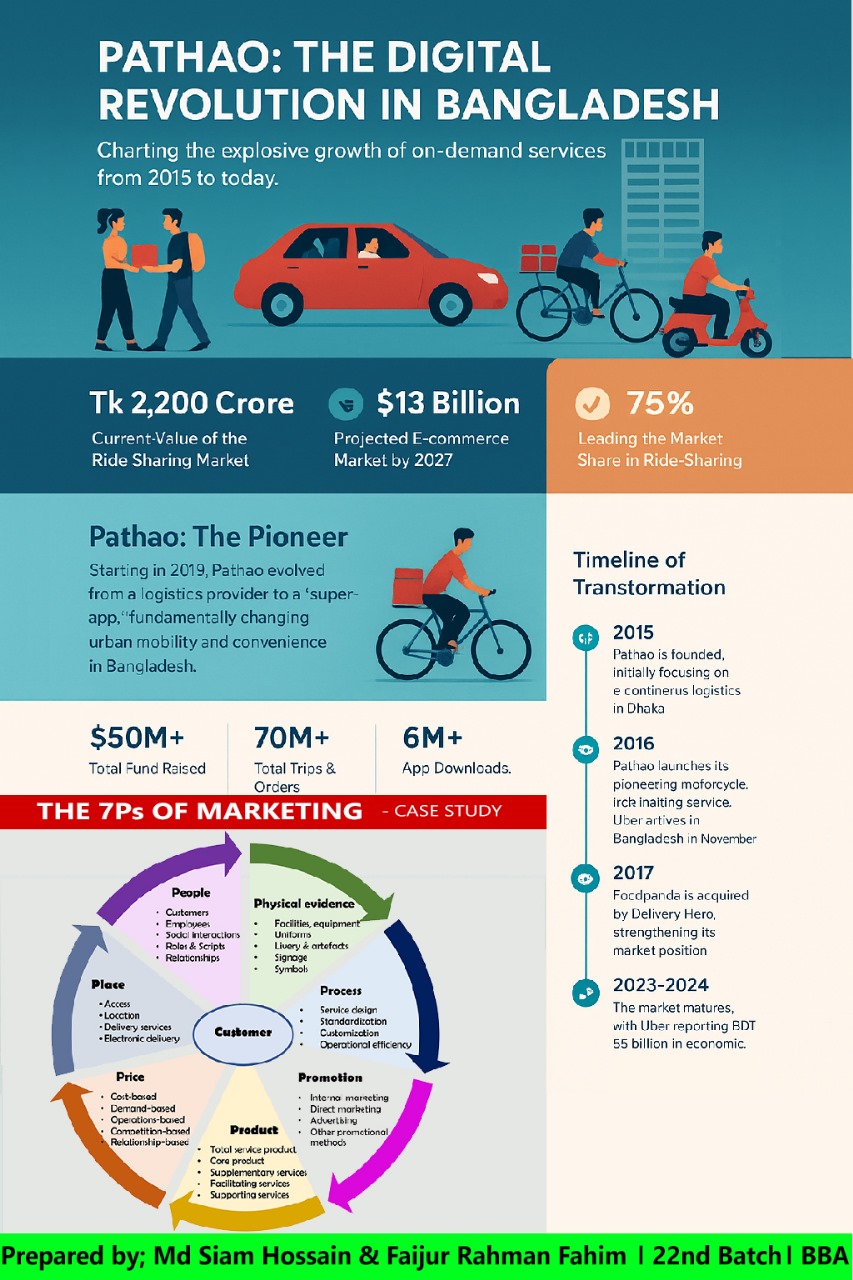 PATHAO: THE DIGITAL
REVOLUTION IN BANGLADESH
Charting the explosive growth of on-demand services
from 2015 to today.
Tk 2,200 Crore
Current-Value of the
Ride Sharing Market
$13 Billion
Projected E-commerce
Market by 2027
75%
Leading the Market
Share in Ride-Sharing
Pathao: The Pioneer
Starting in 2019, Pathao evolved
from a logistics provider to a ‘super-
app,“fundamentally changing
urban mobility and convenience
in Bangladesh.
$50M+
Total Fund Raised
70M+
Total Trips &
Orders
6M+
App Downloads.
Timeline of
Transtormation
2015
Pathao is founded,
initially focusing on
e continerus logistics
in Dhaka
2016
Pathao launches its
pioneering moforcycle.
irck inaiting service.
Uber artives in
Bangladesh in November
2017
Focdpanda is acquired
by Delivery Hero,
strengthening its
market position
2023-2024
The market matures,
with Uber reporting BDT
55 billion in economic.
THE 7Ps OF MARKETING - CASE STUDY
People
• Customers
• Employees
• Social interactions
• Roles & Scripts
• Relationships
Physical evidence
• Facilities, equipment
• Uniforms
• Livery & artefacts
• Signage
• Symbols
Process
• Service design
• Standardization
• Customization
• Operational efficiency
Promotion
• Internal marketing
• Direct marketing
• Advertising
• Other promotional
methods
Product
• Total service product
• Core product
• Supplementary services
• Facilitating services
• Supporting services
Price
• Cost-based
• Demand-based
• Operations-based
• Competition-based
• Relationship-based
Place
• Access
• Location
• Delivery services
• Electronic delivery
Customer
Prepared by; Md Siam Hossain & Faijur Rahman Fahim | 22nd Batch| BBA